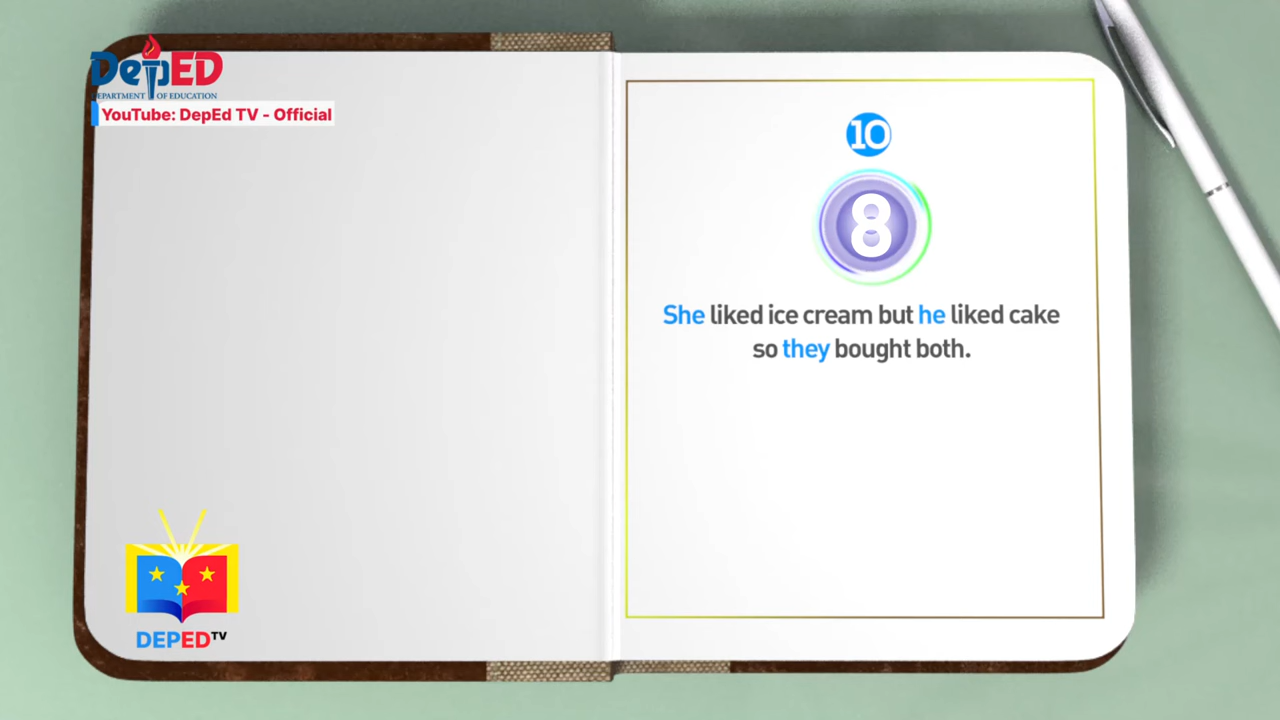 DepED
DEPARTMENT OF EDUCATION
YouTube: DepEd TV - Official
10
8
She liked ice cream but he liked cake
so they bought both.
DEPED TV